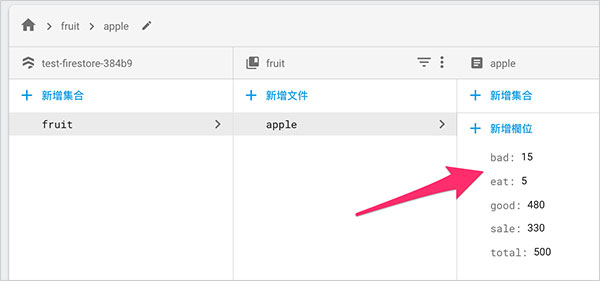 fruit apple
test-firestore-384b9 fruit apple
新增集合 新增文件 新增集合
fruit apple 新增欄位
bad: 15
eat: 5
good: 480
sale: 330
total: 500